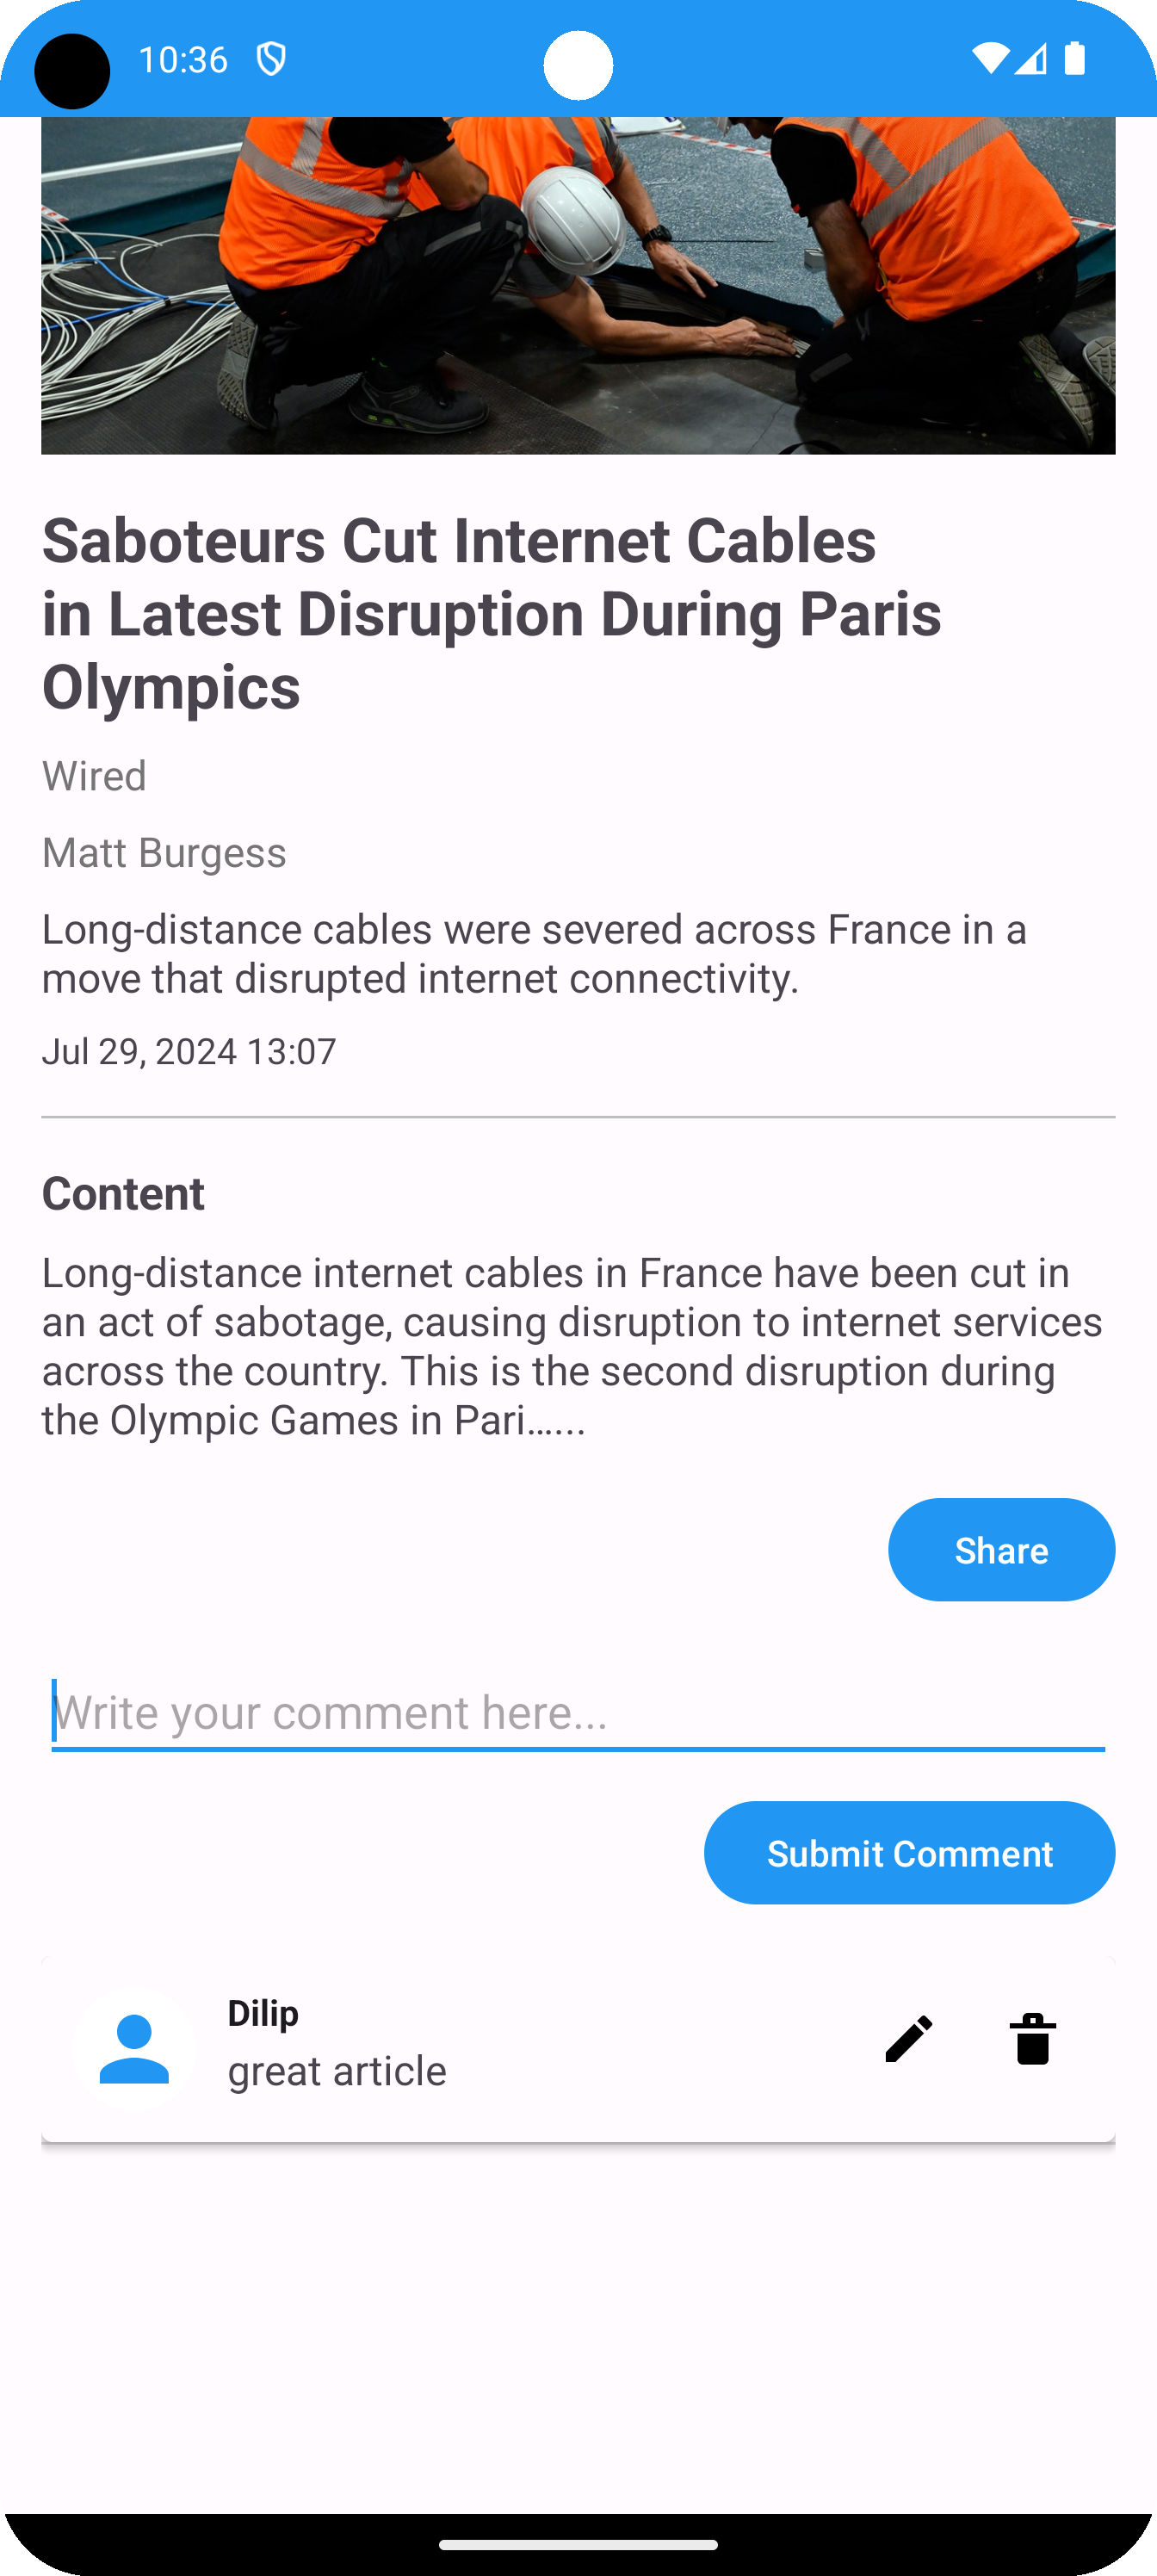 10:36
Saboteurs Cut Internet Cables
in Latest Disruption During Paris
Olympics
Wired
Matt Burgess
Long-distance cables were severed across France in a
move that disrupted internet connectivity.
Jul 29, 2024 13:07
Content
Long-distance internet cables in France have been cut in
an act of sabotage, causing disruption to internet services
across the country. This is the second disruption during
the Olympic Games in Pari…...
Share
Write your comment here...
Submit Comment
Dilip
great article